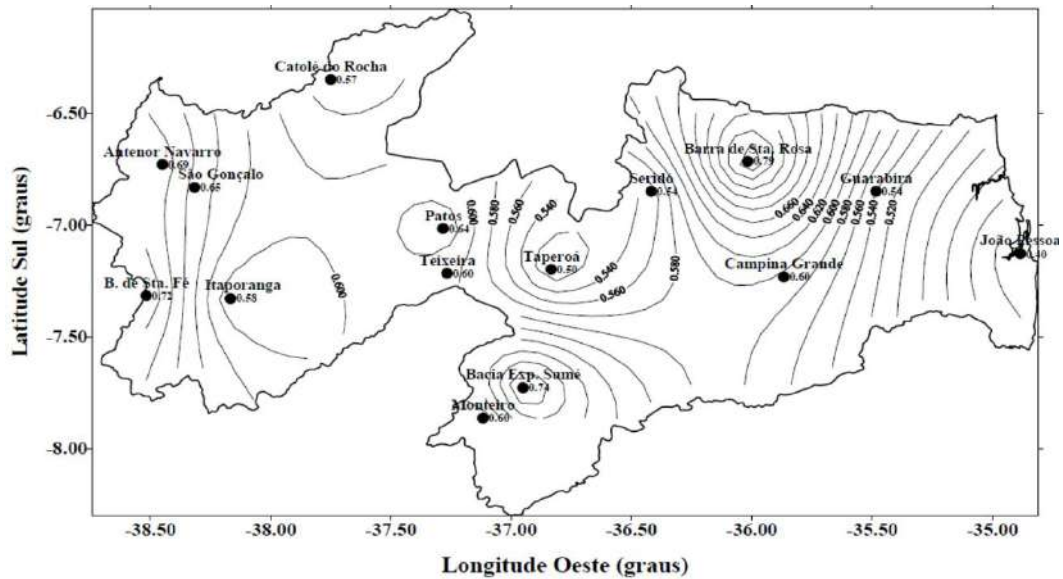 Catolé do Rocha
0.57
-6.50
Antenor Navarro
0.69
São Gonçalo
0.65
Barra de Sta. Rosa
0.79
Seridó
0.54
Guarabira
0.54
0.660
0.640
0.620
0.600
0.580
0.560
0.540
0.520
-7.00
Patos
0.64
0.600
0.580
0.560
0.540
João Pessoa
0.40
Teixeira
0.60
Taperoá
0.50
0.540
0.560
0.580
Campina Grande
0.60
B. de Sta. Fé
0.72
Itaporanga
0.58
0.600
-7.50
Bacia Exp. Sumé
0.74
Monteiro
0.60
-8.00
Latitude Sul (graus)
-38.50 -38.00 -37.50 -37.00 -36.50 -36.00 -35.50 -35.00
Longitude Oeste (graus)